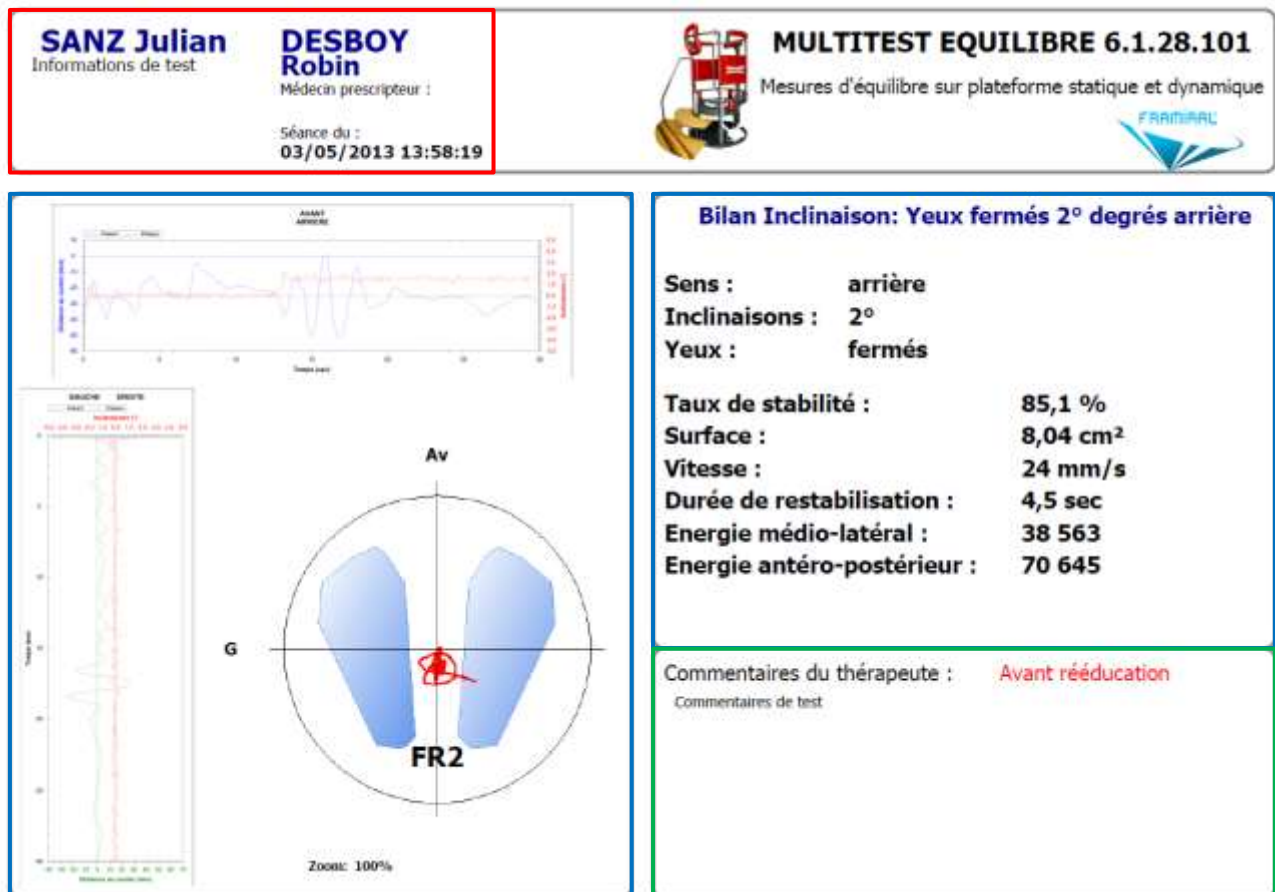 SANZ Julian
Informations de test
DESBOY
Robin
Médecin prescripteur :
Séance du :
03/05/2013 13:58:19
MULTITEST EQUILIBRE 6.1.28.101
Mesures d'équilibre sur plateforme statique et dynamique
FRAMIRAL
AVANT
ARRIERE
Temps (sec)
GAUCHE DROITE
Av
G
FR2
Zoom: 100%
Bilan Inclinaison: Yeux fermés 2° degrés arrière
Sens : arrière
Inclinaisons : 2°
Yeux : fermés
Taux de stabilité : 85,1 %
Surface : 8,04 cm²
Vitesse : 24 mm/s
Durée de restabilisation : 4,5 sec
Energie médio-latéral : 38 563
Energie antéro-postérieur : 70 645
Commentaires du thérapeute : Avant rééducation
Commentaires de test